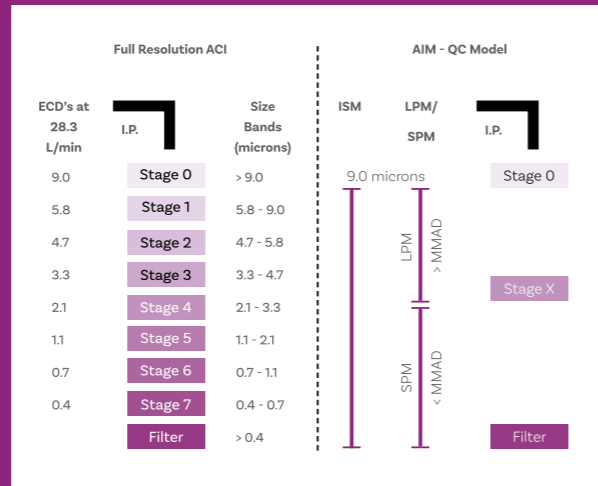 Full Resolution ACI
AIM - QC Model
ECD's at
28.3
L/min
I.P.
Size
Bands
(microns)
ISM
LPM/
SPM
I.P.
9.0
Stage 0
> 9.0
9.0 microns
Stage 0
5.8
Stage 1
5.8 - 9.0
4.7
Stage 2
4.7 - 5.8
3.3
Stage 3
3.3 - 4.7
2.1
Stage 4
2.1 - 3.3
1.1
Stage 5
1.1 - 2.1
0.7
Stage 6
0.7 - 1.1
0.4
Stage 7
0.4 - 0.7
Filter
> 0.4
LPM
> MMAD
Stage X
SPM
< MMAD
Filter